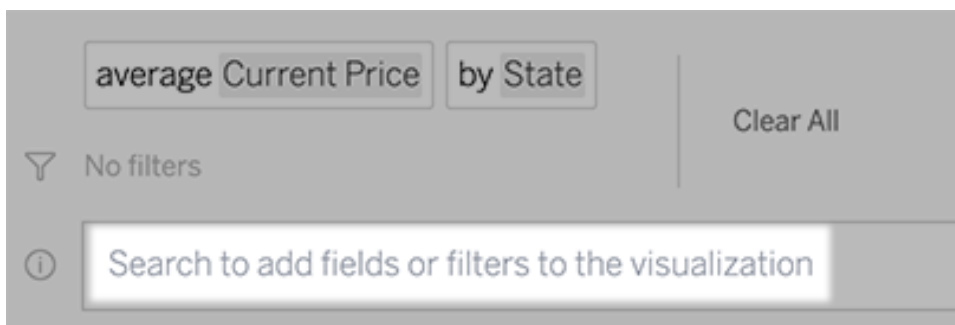 average Current Price by State
Clear All
No filters
Search to add fields or filters to the visualization